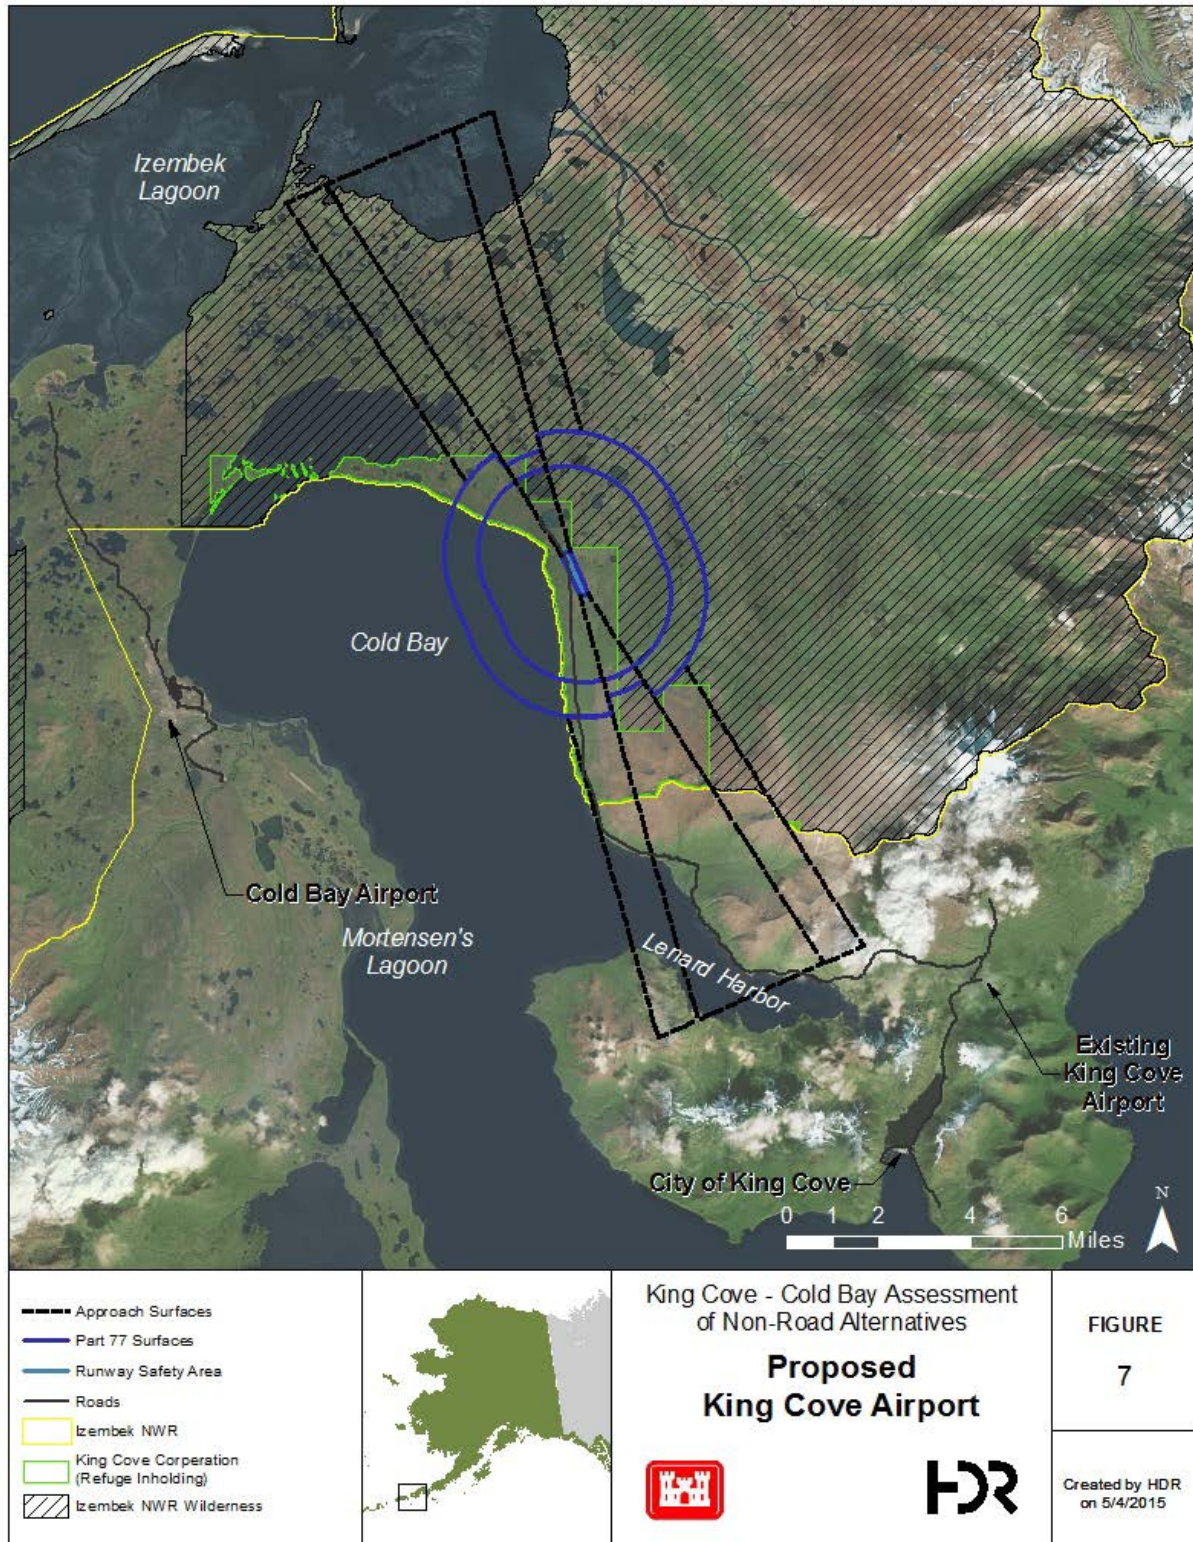 Izembek
Lagoon
Cold Bay
Cold Bay Airport
Mortensen's
Lagoon
Lenard Harbor
Existing
King Cove
Airport
City of King Cove
N
0 1 2 4 6
Miles
Approach Surfaces
Part 77 Surfaces
Runway Safety Area
Roads
Izembek NWR
King Cove Corperation
(Refuge Inholding)
Izembek NWR Wilderness
King Cove - Cold Bay Assessment
of Non-Road Alternatives
Proposed
King Cove Airport
HDR
FIGURE
7
Created by HDR
on 5/4/2015